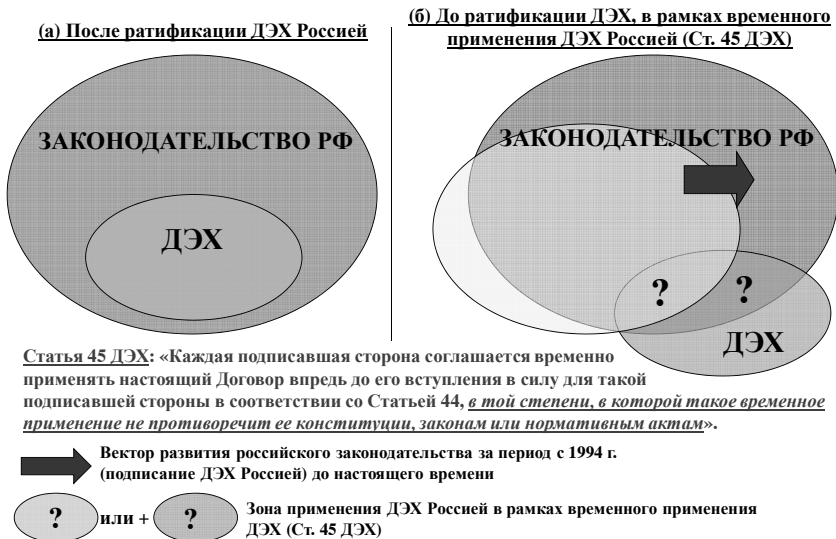 (а) После ратификации ДЭХ Россией
(б) До ратификации ДЭХ, в рамках временного
применения ДЭХ Россией (Ст. 45 ДЭХ)
ЗАКОНОДАТЕЛЬСТВО РФ
ДЭХ
ЗАКОНОДАТЕЛЬСТВО РФ
?
?
ДЭХ
Статья 45 ДЭХ: «Каждая подписавшая сторона соглашается временно
применять настоящий Договор впредь до его вступления в силу для такой
подписавшей стороны в соответствии со Статьей 44, в той степени, в которой такое временное
применение не противоречит ее конституции, законам или нормативным актам».
Вектор развития российского законодательства за период с 1994 г.
(подписание ДЭХ Россией) до настоящего времени
? или + ?
Зона применения ДЭХ Россией в рамках временного применения
ДЭХ (Ст. 45 ДЭХ)